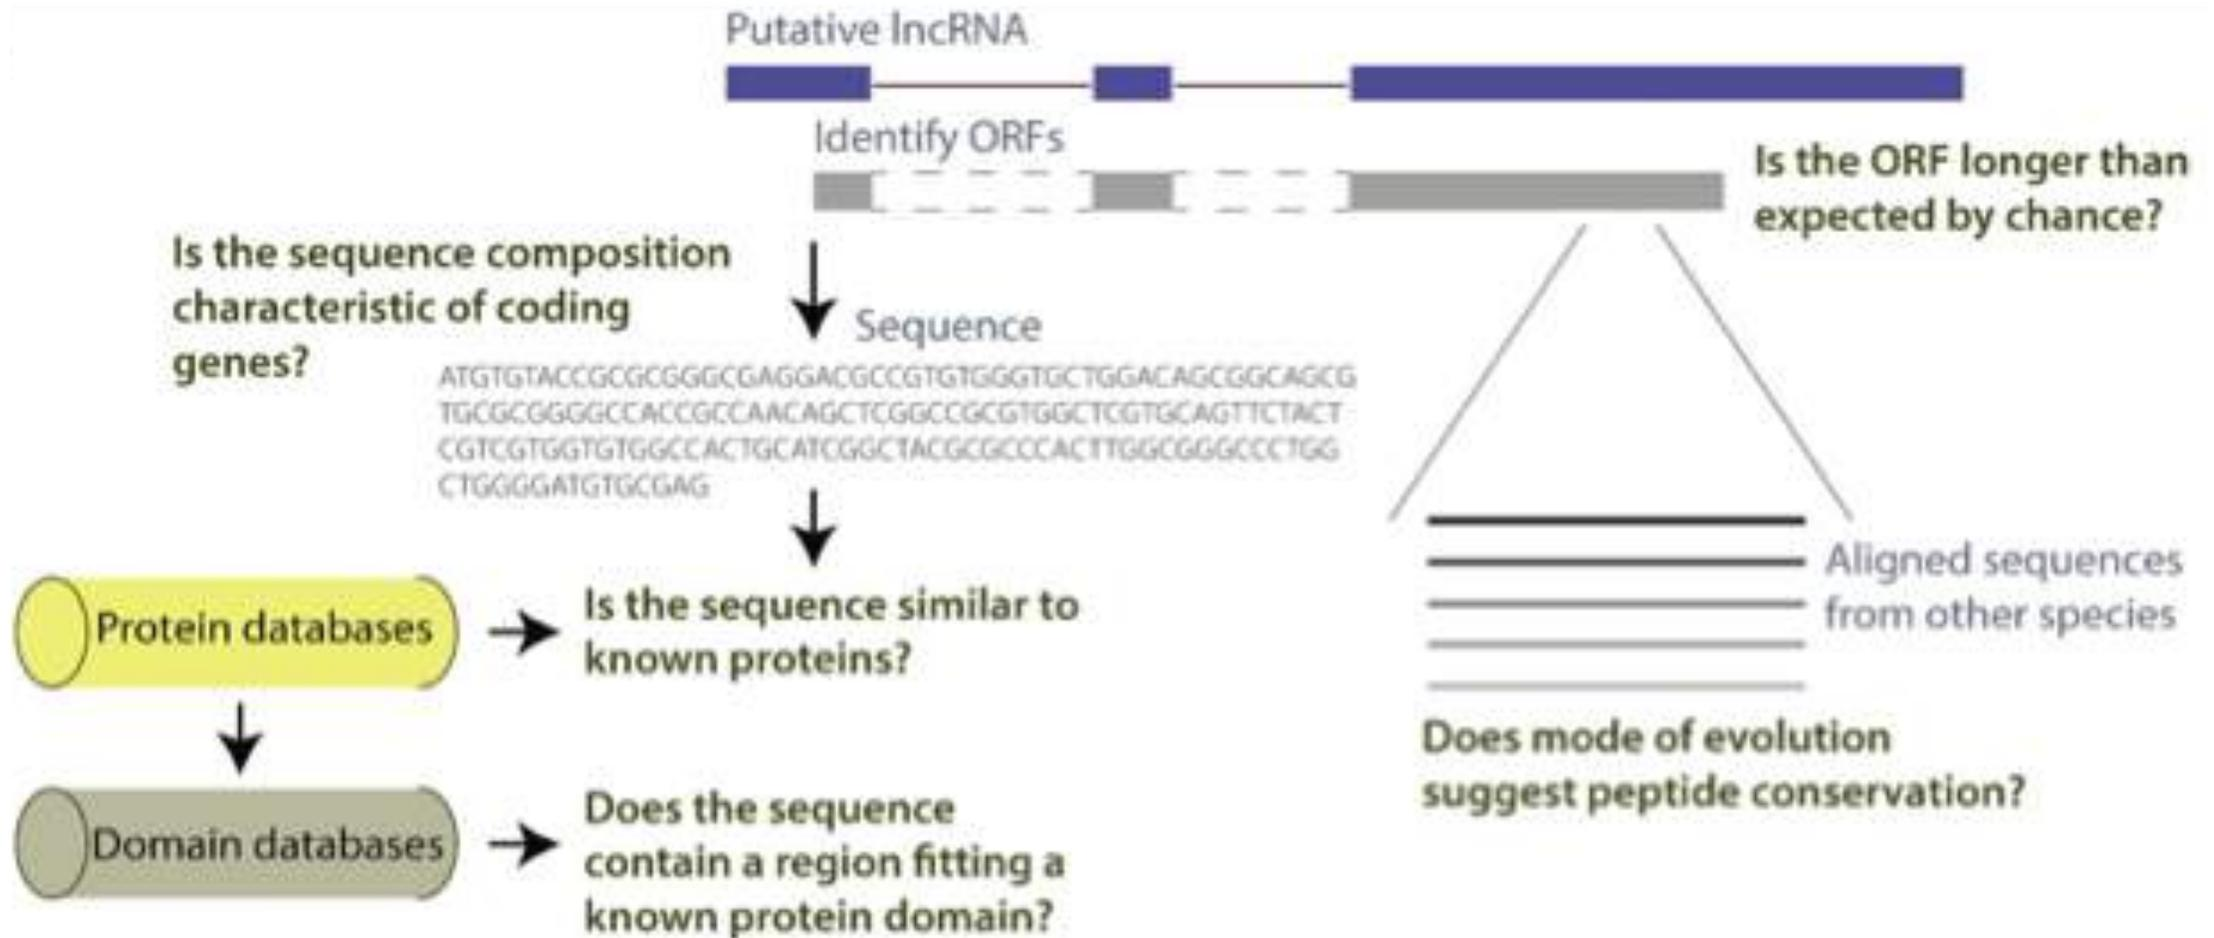 Putative lncRNA
Identify ORFs
Is the ORF longer than
expected by chance?
Is the sequence composition
characteristic of coding
genes?
Sequence
ATGTGTACCGCGCGGGCGAGGACGCCGTGTGGGTGCTGGACAGCGGCAGCG
TGCGCGGGGCCACCGCCAACAGCTCGGCCGCGTGGCTCGTGCAGTTCTACT
CGTCGTGGTGTGGCCACTGCATCGGCTACGCGCCCACTTGGCGGGCCCTGG
CTGGGGATGTGCGAG
Protein databases
Is the sequence similar to
known proteins?
Aligned sequences
from other species
Does mode of evolution
suggest peptide conservation?
Domain databases
Does the sequence
contain a region fitting a
known protein domain?